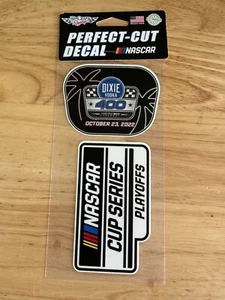 PERFECT-CUT
DECAL NASCAR
DIXIE
VODKA
400
OCTOBER 23, 2022
NASCAR
CUP SERIES
PLAYOFFS